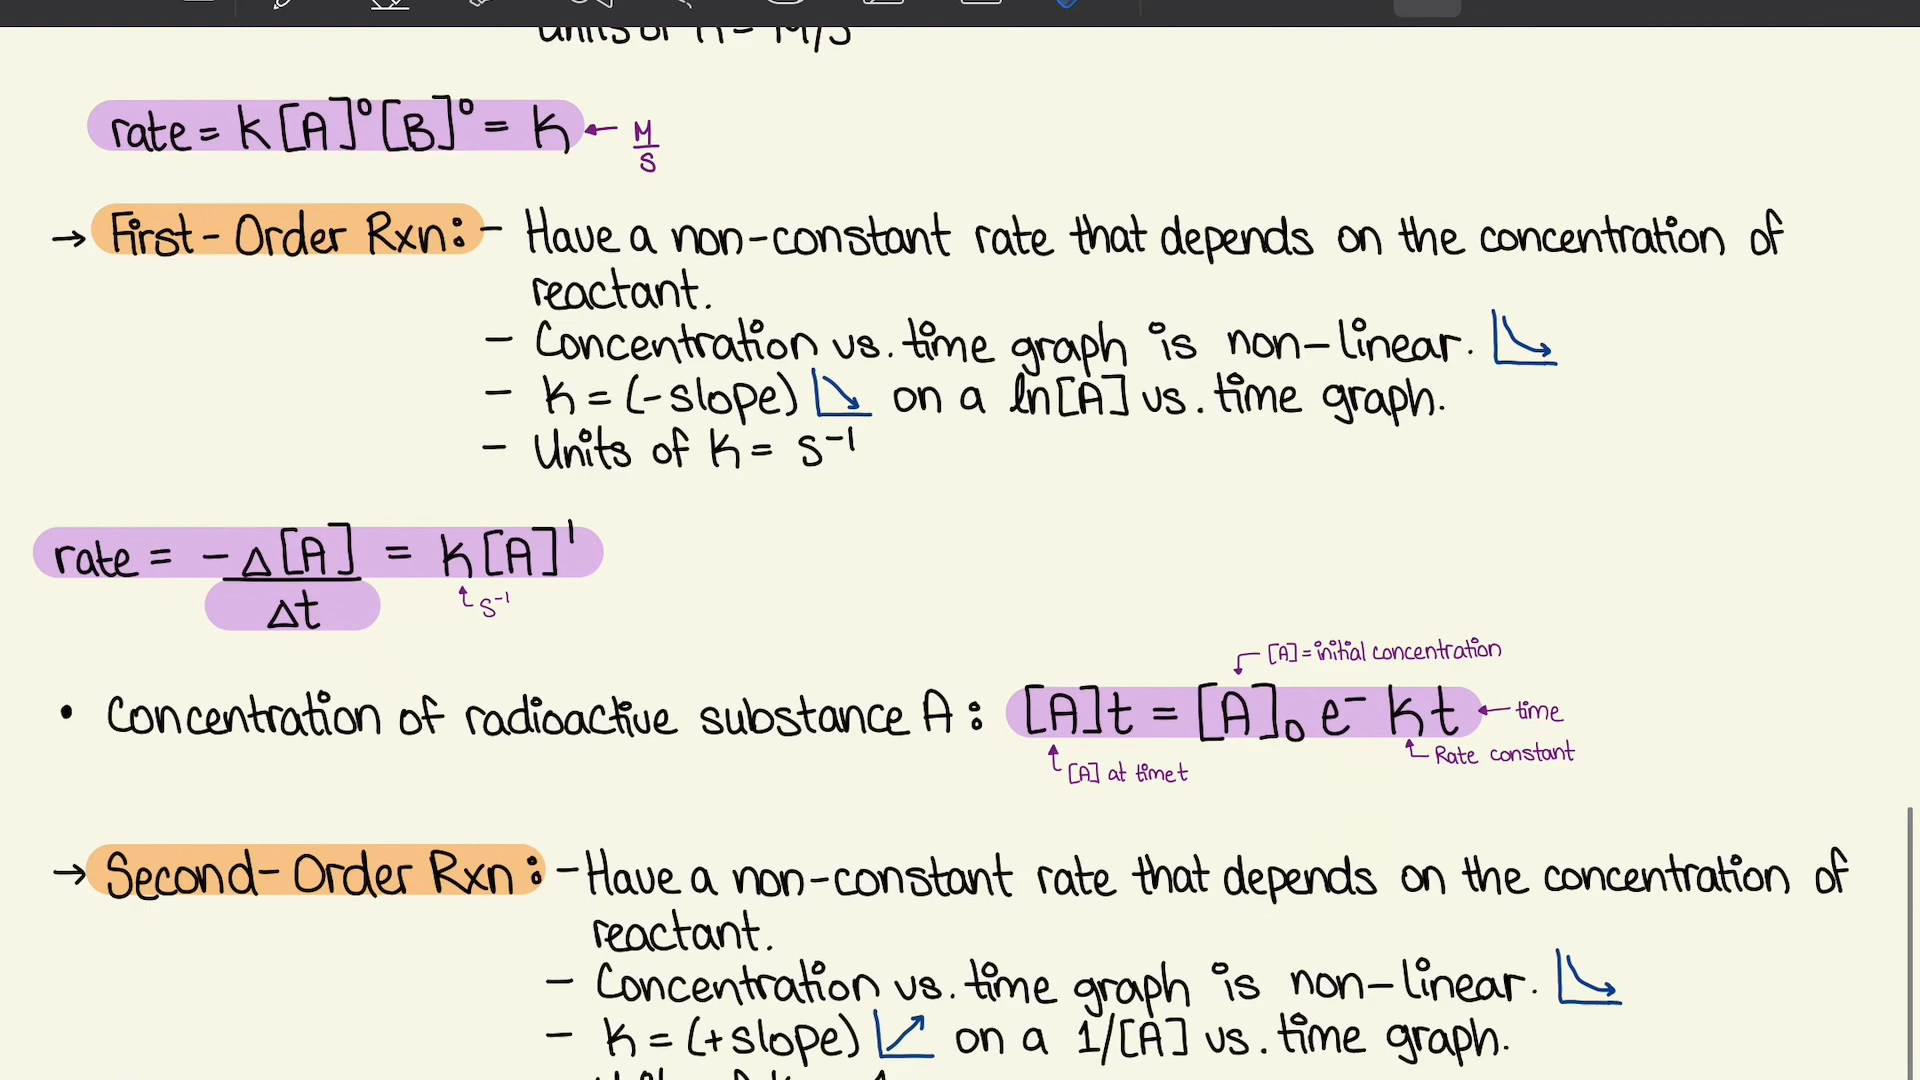 rate = k[A]⁰[B]⁰ = k ← M/s
→ First-Order Rxn: - Have a non-constant rate that depends on the concentration of
reactant.
- Concentration vs. time graph is non-linear.
- k = (-slope) on a ln[A] vs. time graph.
- Units of k = s⁻¹
rate = -Δ[A]/Δt = k[A]¹
s⁻¹
[A] = initial concentration
• Concentration of radioactive substance A: [A]t = [A]₀ e⁻ kt ← time
Rate constant
[A] at time t
→ Second-Order Rxn: - Have a non-constant rate that depends on the concentration of
reactant.
- Concentration vs. time graph is non-linear.
- k = (+slope) on a 1/[A] vs. time graph.